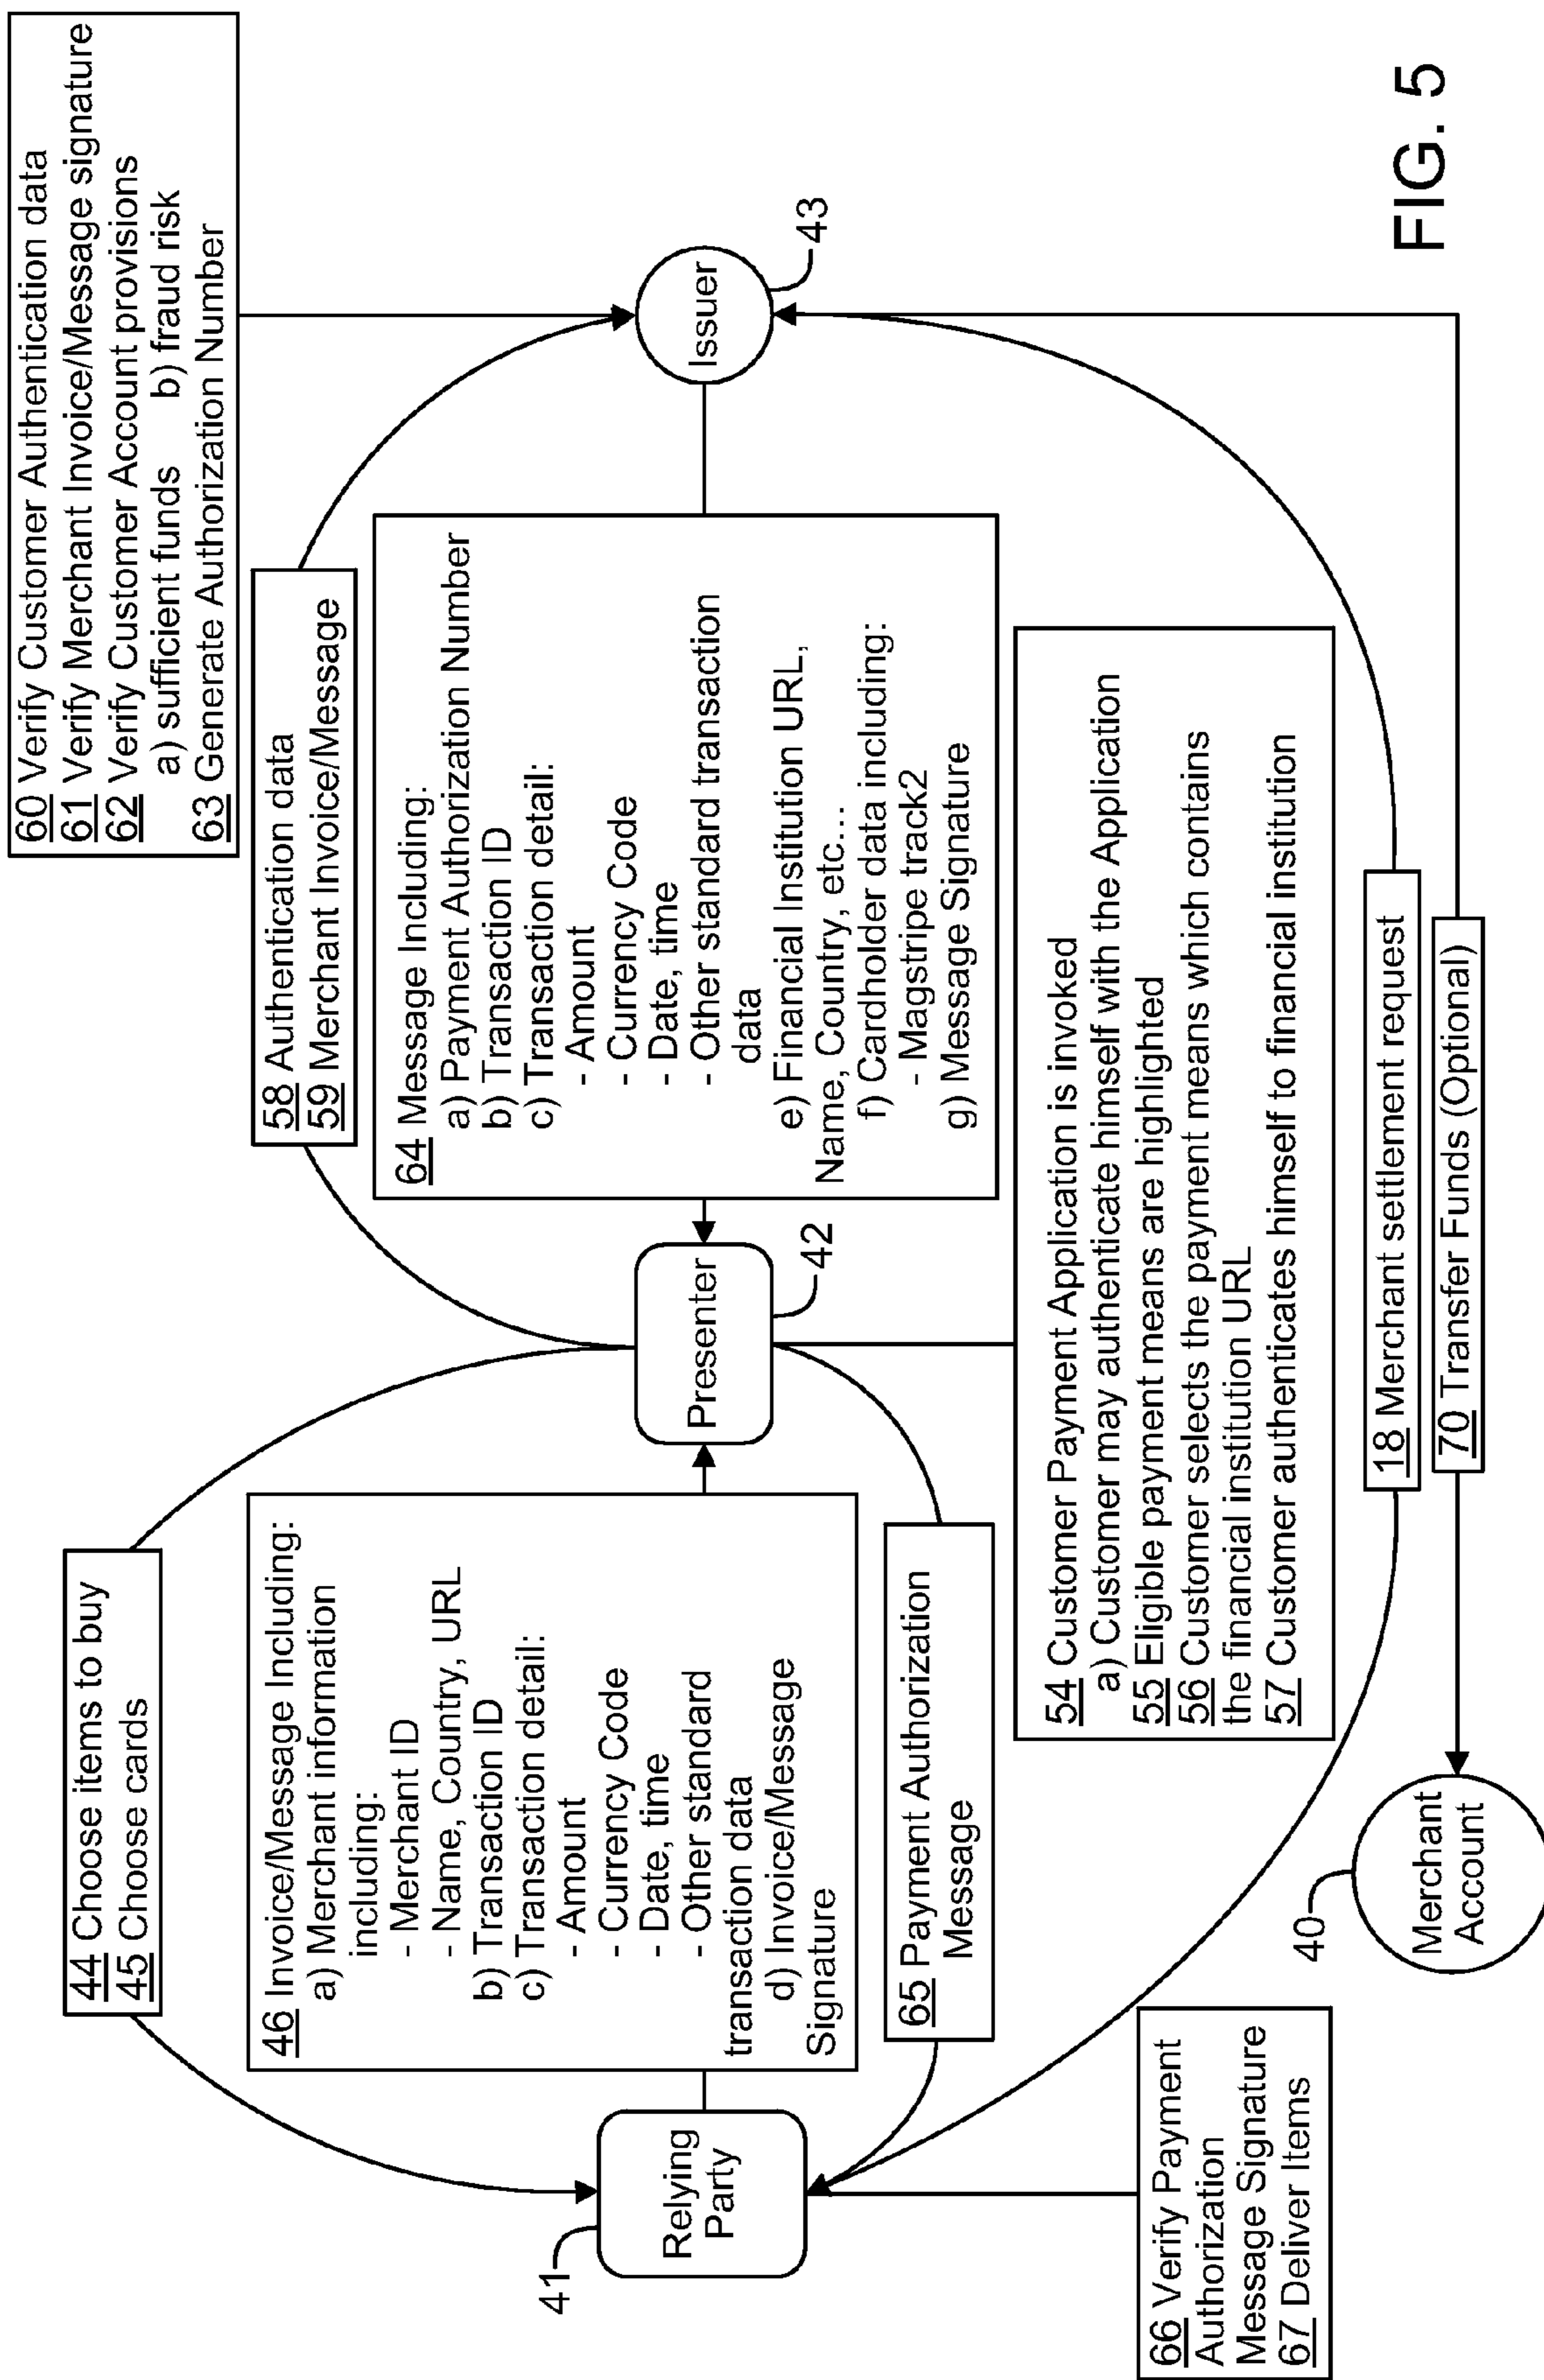 60 Verify Customer Authentication data
61 Verify Merchant Invoice/Message signature
62 Verify Customer Account provisions
a) sufficient funds b) fraud risk
63 Generate Authorization Number
44 Choose items to buy
45 Choose cards
58 Authentication data
59 Merchant Invoice/Message
46 Invoice/Message Including:
a) Merchant information
including:
- Merchant ID
- Name, Country, URL
b) Transaction ID
c) Transaction detail:
- Amount
- Currency Code
- Date, time
- Other standard
transaction data
d) Invoice/Message
Signature
64 Message Including:
a) Payment Authorization Number
b) Transaction ID
c) Transaction detail:
- Amount
- Currency Code
- Date, time
- Other standard transaction
data
e) Financial Institution URL,
Name, Country, etc...
f) Cardholder data including:
- Magstripe track2
g) Message Signature
41
Relying
Party
Presenter
42
Issuer
43
65 Payment Authorization
Message
54 Customer Payment Application is invoked
a) Customer may authenticate himself with the Application
55 Eligible payment means are highlighted
56 Customer selects the payment means which contains
the financial institution URL
57 Customer authenticates himself to financial institution
66 Verify Payment
Authorization
Message Signature
67 Deliver Items
18 Merchant settlement request
70 Transfer Funds (Optional)
40
Merchant
Account
FIG. 5